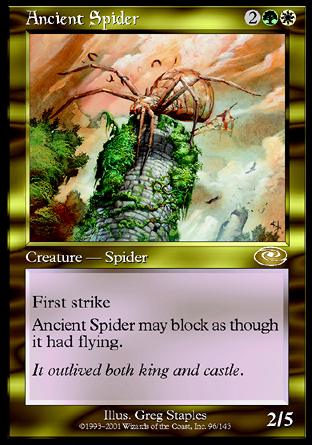 Ancient Spider 2
Creature — Spider
First strike
Ancient Spider may block as though
it had flying.
It outlived both king and castle.
Illus. Greg Staples
©1993–2001 Wizards of the Coast, Inc. 96/143
2/5